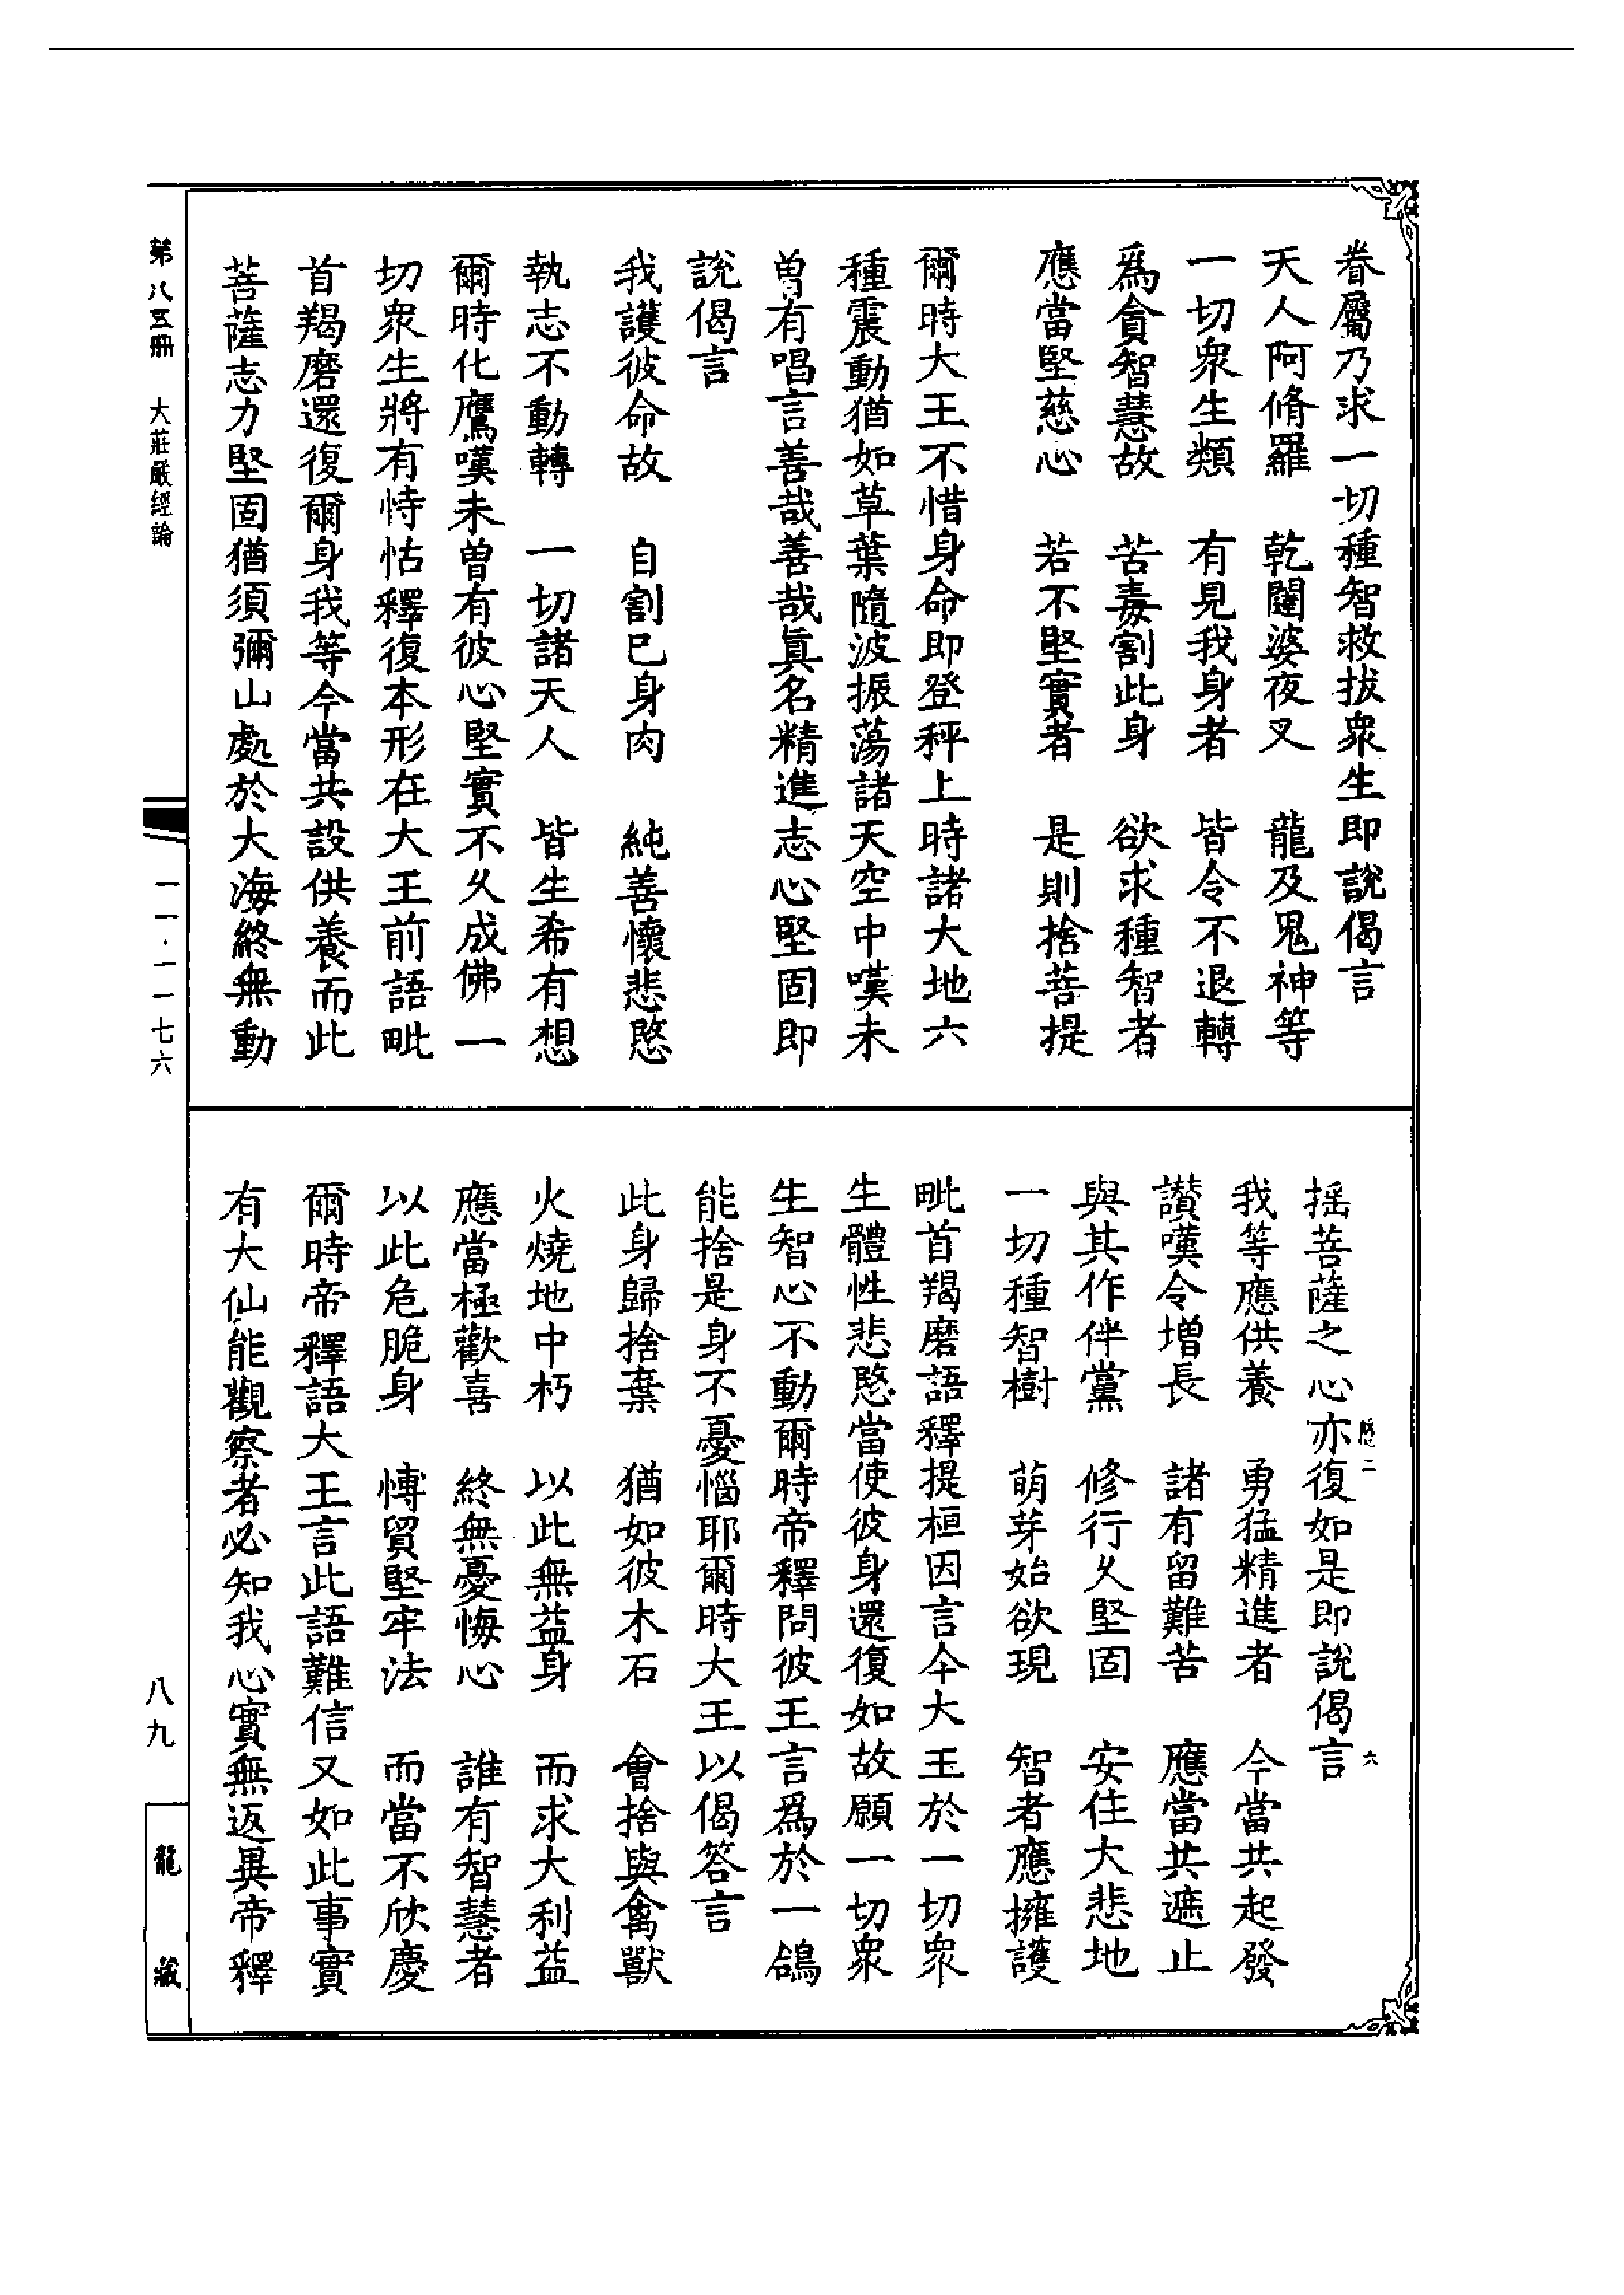 眷屬乃求一切種智救拔衆生即說偈言
天人阿脩羅　乾闥婆夜叉　龍及鬼神等
一切衆生類　有見我身者　皆令不退轉
爲貪智慧故　苦毒割此身　欲求種智者
應當堅慈心　若不堅實者　是則捨菩提
爾時大王不惜身命即登秤上時諸大地六
種震動猶如草葉隨波振蕩諸天空中嘆未
曽有唱言善哉善哉眞名精進志心堅固即
說偈言
我護彼命故　自割已身肉　純善懷悲愍
執志不動轉　一切諸天人　皆生希有想
爾時化鷹嘆未曽有彼心堅實不久成佛一
切衆生將有恃怙釋復本形在大王前語毗
首羯磨還復爾身我等今當共設供養而此
菩薩志力堅固猶須彌山處於大海終無動
搖菩薩之心亦復如是即說偈言
我等應供養　勇猛精進者　今當共起發
讃嘆令增長　諸有留難苦　應當共遮止
與其作伴黨　修行久堅固　安住大悲地
一切種智樹　萌芽始欲現　智者應擁護
毗首羯磨語釋提桓因言今大王於一切衆
生體性悲愍當使彼身還復如故願一切衆
生智心不動爾時帝釋問彼王言爲於一鴿
能捨是身不憂惱耶爾時大王以偈答言
此身歸捨棄　猶如彼木石　會捨與禽獸
火燒地中朽　以此無益身　而求大利益
應當極歡喜　終無憂悔心　誰有智慧者
以此危脆身　博貿堅牢法　而當不欣慶
爾時帝釋語大王言此語難信又如此事實
有大仙能觀察者必知我心實無返異帝釋
第八五冊　大莊嚴經論
一一·一一七六
八九
龍藏
二
六